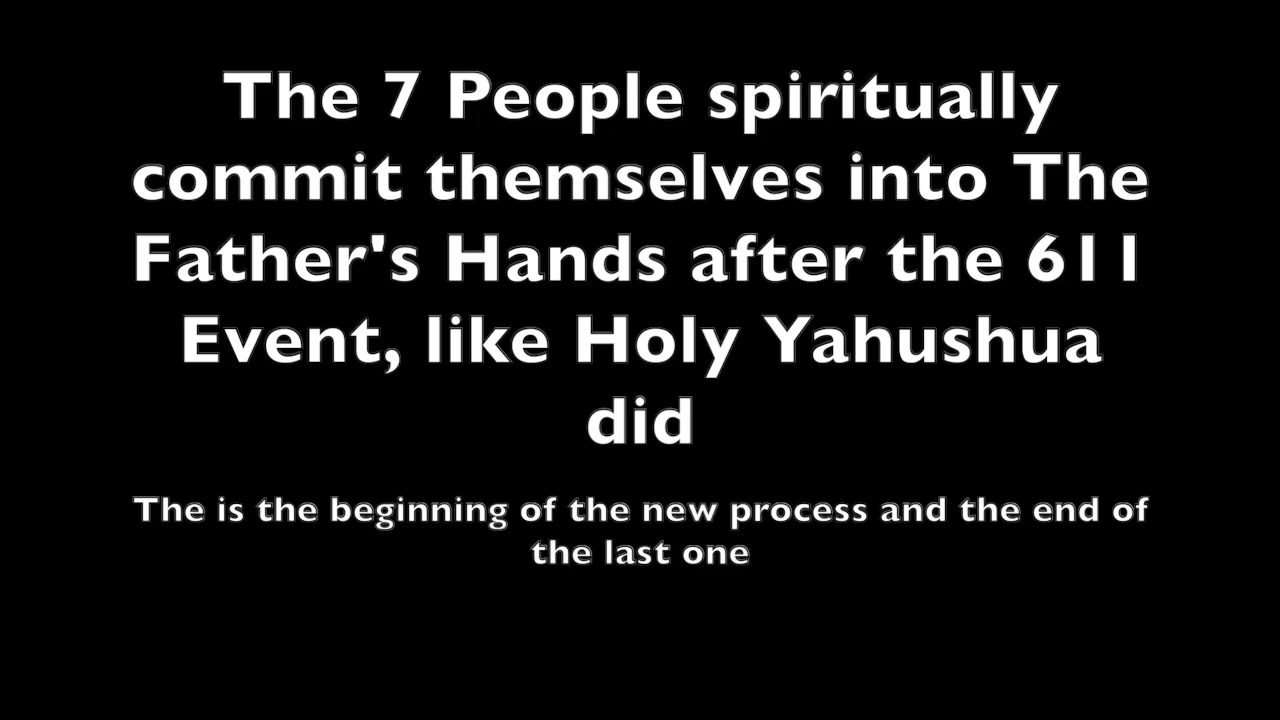 The 7 People spiritually
commit themselves into The
Father's Hands after the 611
Event, like Holy Yahushua
did
The is the beginning of the new process and the end of
the last one